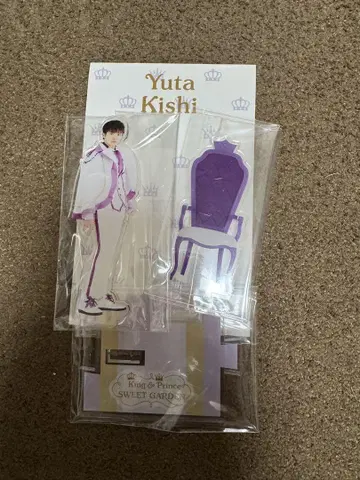 Yuta
Kishi
King & Prince
SWEET GARDEN